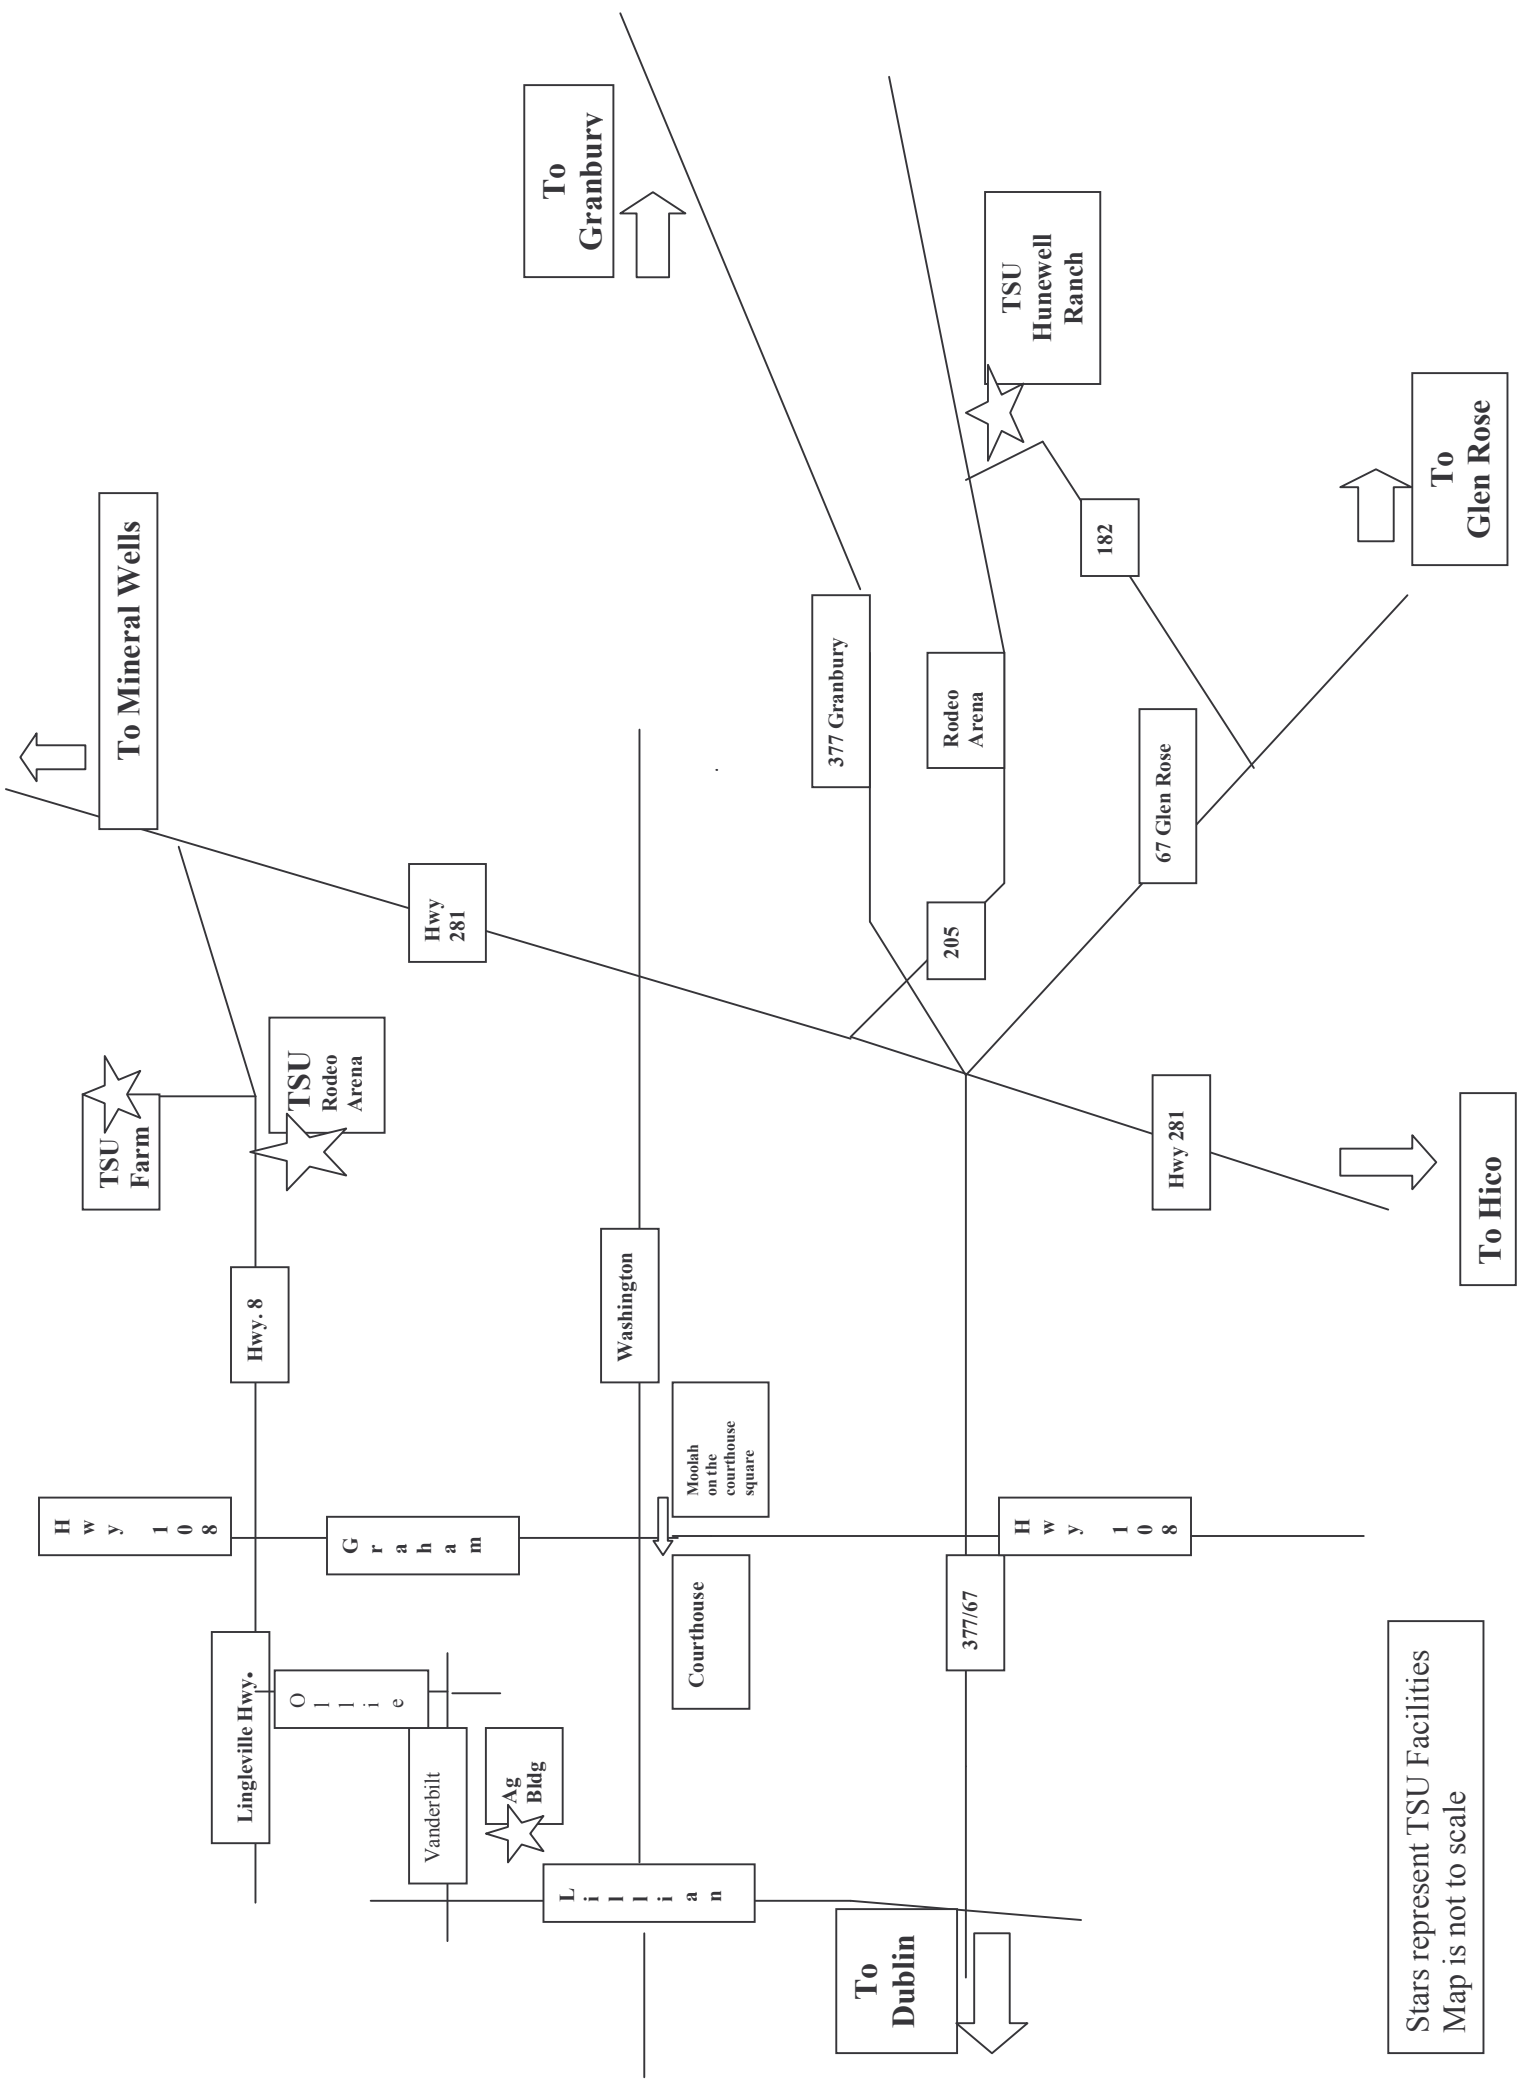 Hwy 108
TSU
Farm
To Mineral Wells
Lingleville Hwy.
Hwy. 8
TSU
Rodeo
Arena
Ollie
Graham
Vanderbilt
Hwy
281
Ag
Bldg
To
Granbury
Lillian
Washington
Courthouse
Moolah
on the
courthouse
square
377 Granbury
To
Dublin
205
Rodeo
Arena
377/67
TSU
Hunewell
Ranch
Hwy 108
182
Hwy 281
67 Glen Rose
Stars represent TSU Facilities
Map is not to scale
To Hico
To
Glen Rose